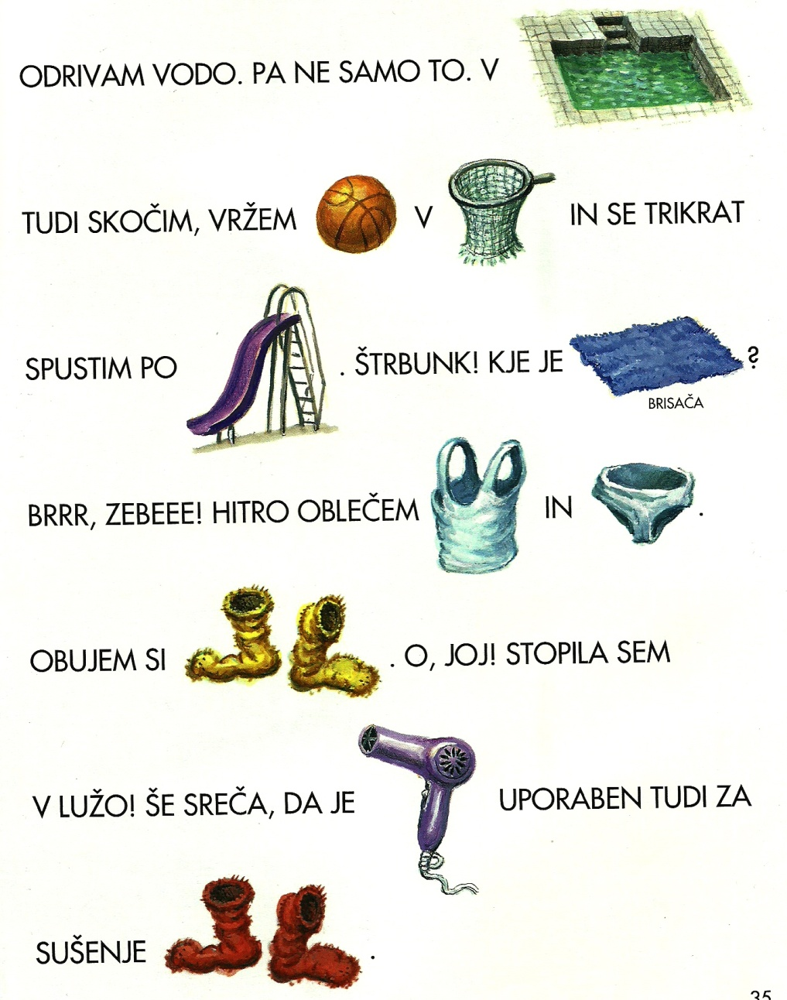 ODRIVAM VODO. PA NE SAMO TO. V
TUDI SKOČIM, VRŽEM V IN SE TRIKRAT
SPUSTIM PO . ŠTRBUNK! KJE JE ?
BRISAČA
BRRR, ZEBEEE! HITRO OBLEČEM IN .
OBUJEM SI . O, JOJ! STOPILA SEM
V LUŽO! ŠE SREČA, DA JE UPORABEN TUDI ZA
SUŠENJE .
35